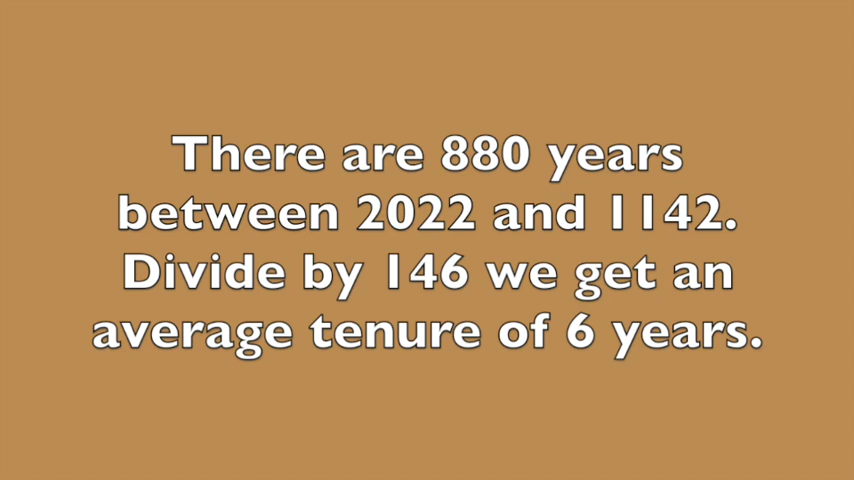 There are 880 years
between 2022 and 1142.
Divide by 146 we get an
average tenure of 6 years.